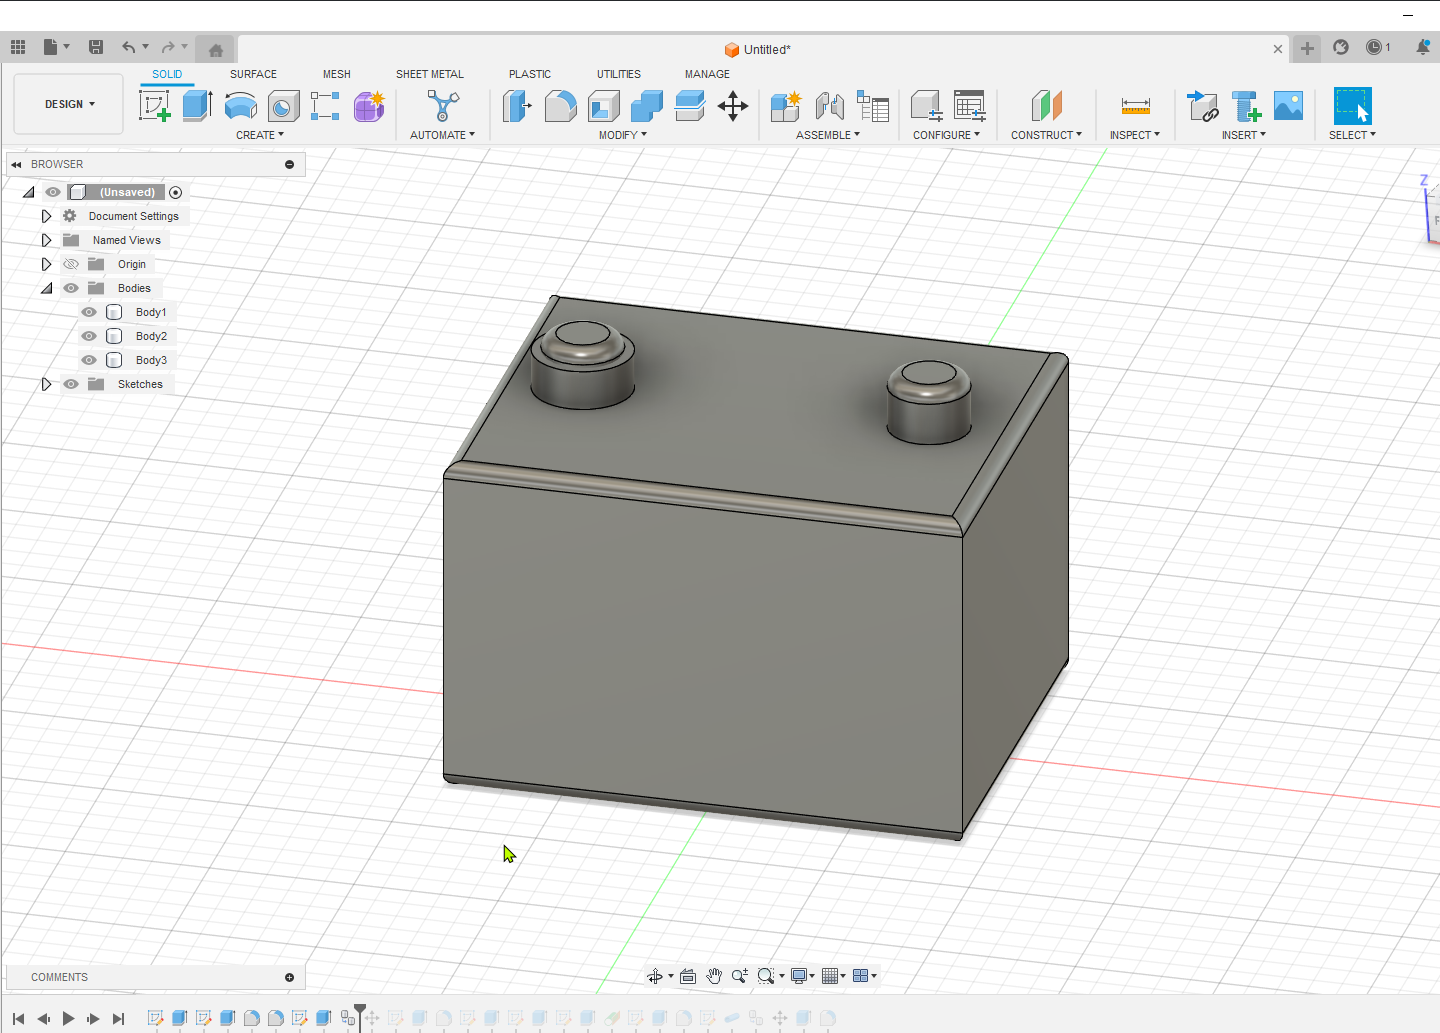 Untitled*
1
DESIGN
SOLID
SURFACE
MESH
SHEET METAL
PLASTIC
UTILITIES
MANAGE
CREATE
AUTOMATE
MODIFY
ASSEMBLE
CONFIGURE
CONSTRUCT
INSPECT
INSERT
SELECT
BROWSER
(Unsaved)
Document Settings
Named Views
Origin
Bodies
Body1
Body2
Body3
Sketches
Z
COMMENTS